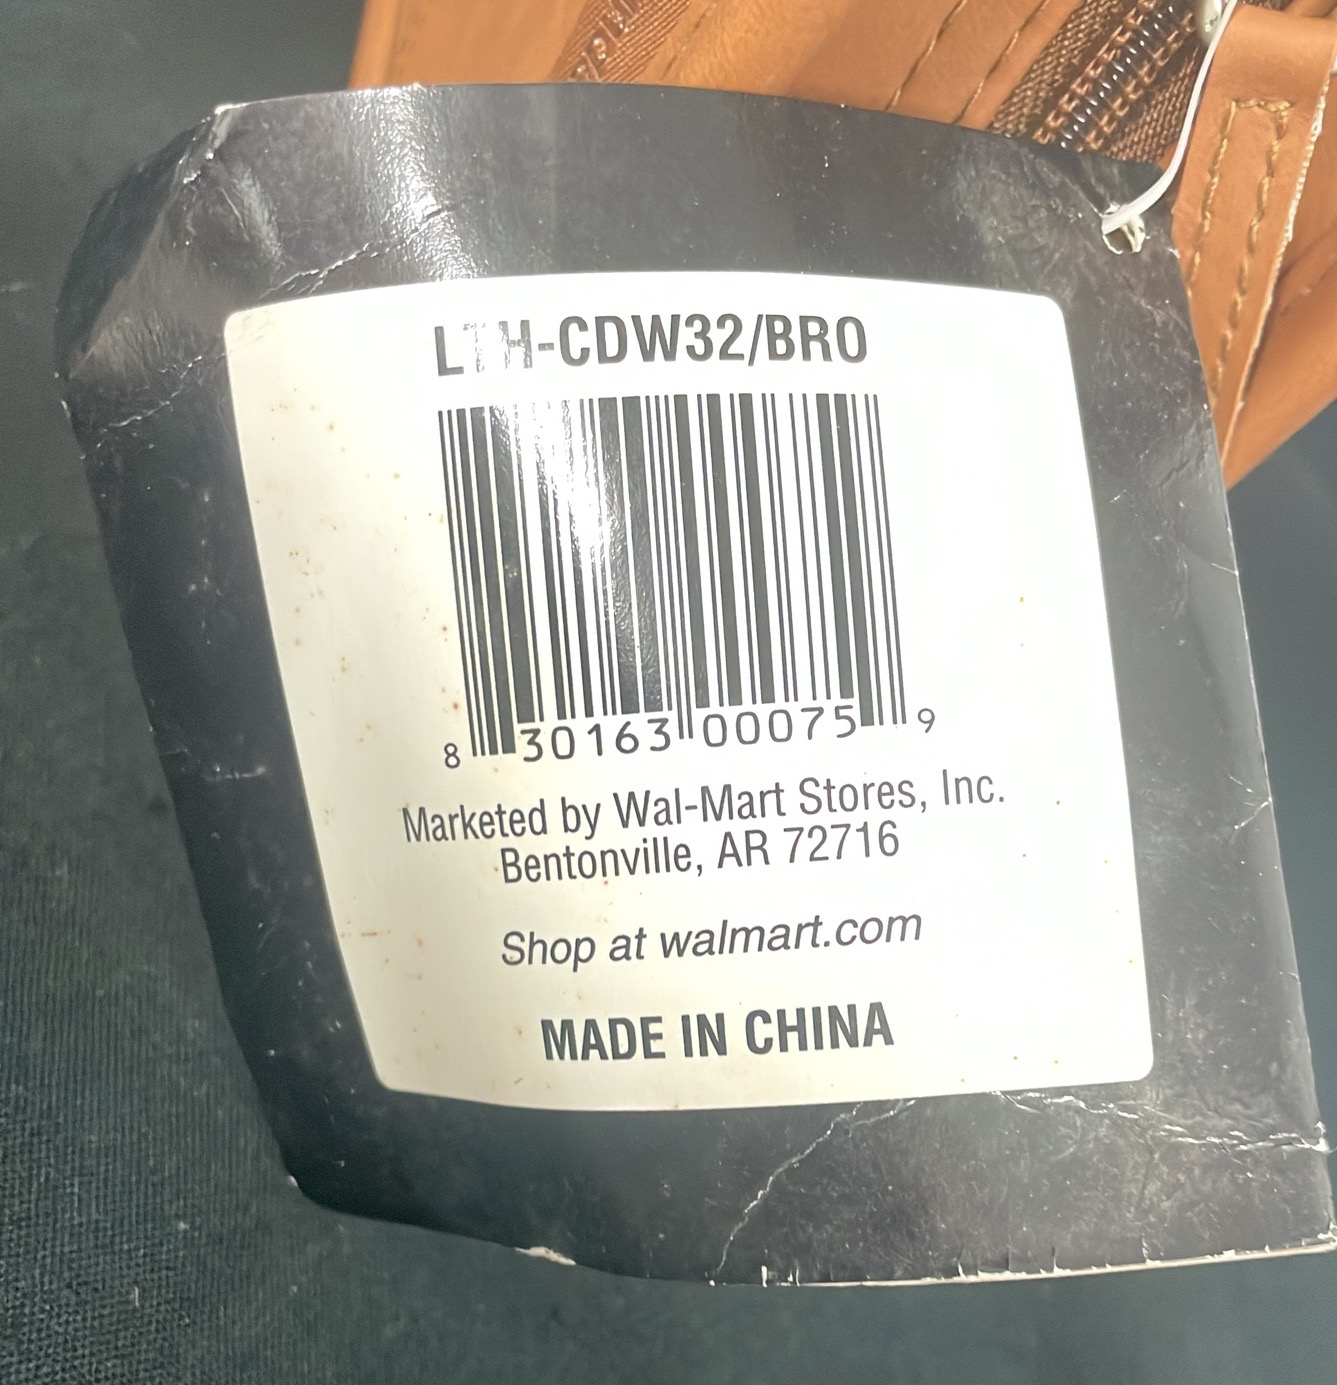 LTH-CDW32/BRO
8 30163 00075 9
Marketed by Wal-Mart Stores, Inc.
Bentonville, AR 72716
Shop at walmart.com
MADE IN CHINA